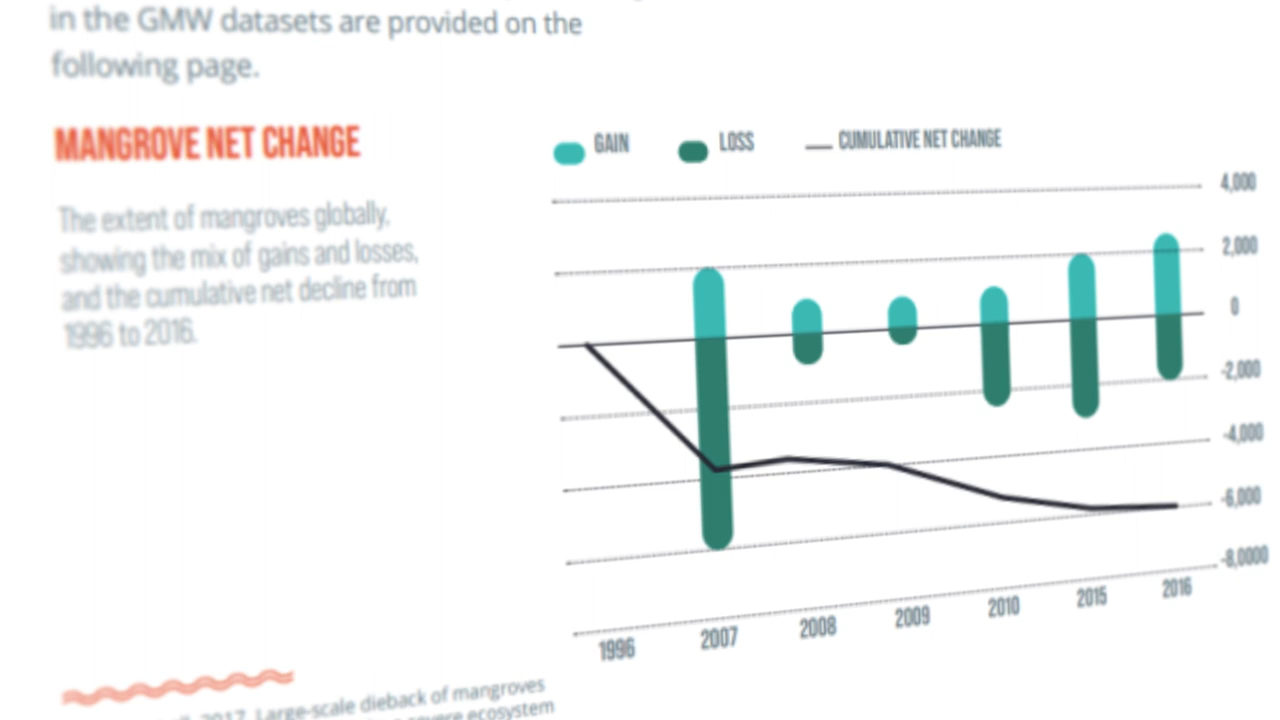 in the GMW datasets are provided on the
following page.
MANGROVE NET CHANGE
The extent of mangroves globally,
showing the mix of gains and losses,
and the cumulative net decline from
1996 to 2016.
GAIN LOSS CUMULATIVE NET CHANGE
4,000
2,000
0
-2,000
-4,000
-6,000
-8,0000
1996 2007 2008 2009 2010 2015 2016
2017. Large-scale dieback of mangroves
severe ecosystem